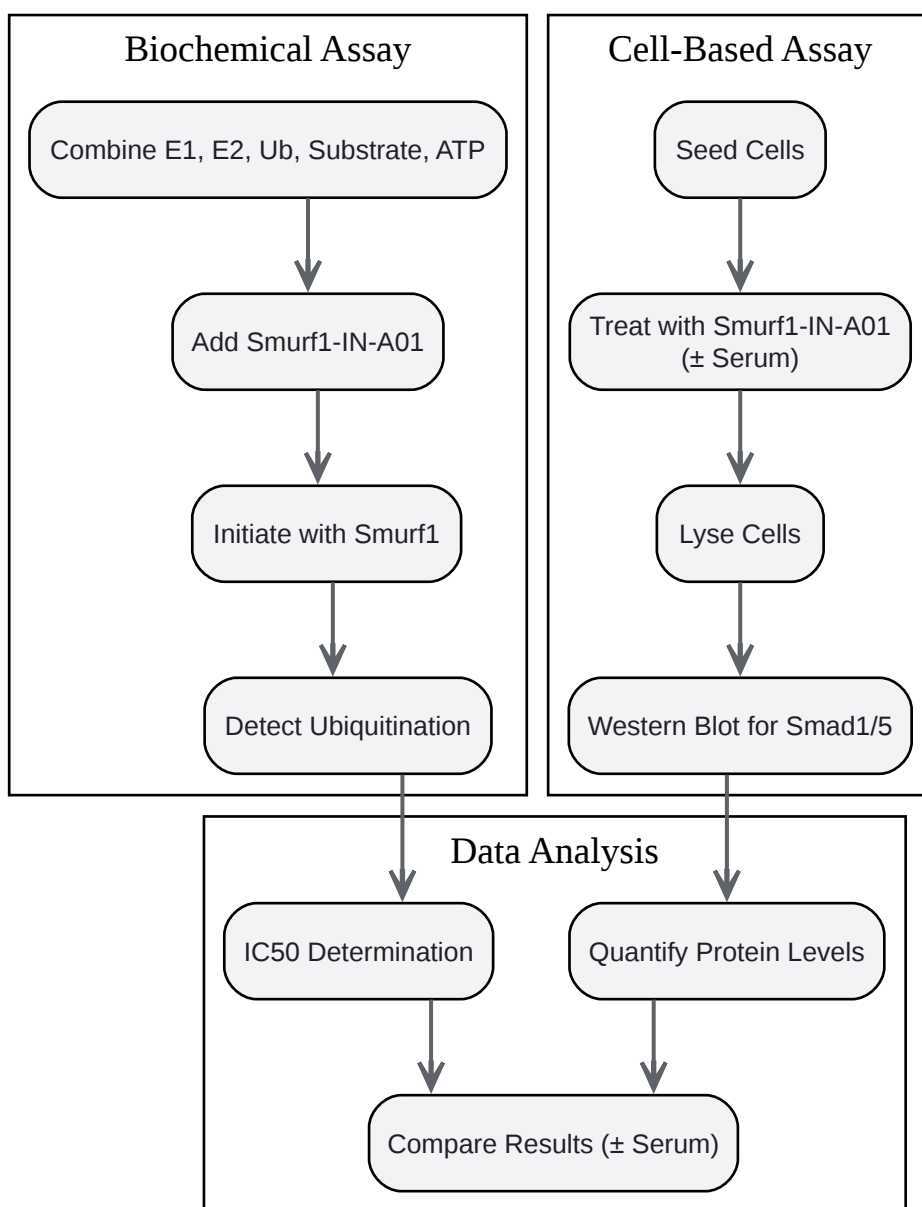 Biochemical Assay
Combine E1, E2, Ub, Substrate, ATP
Add Smurf1-IN-A01
Initiate with Smurf1
Detect Ubiquitination
Cell-Based Assay
Seed Cells
Treat with Smurf1-IN-A01
(± Serum)
Lyse Cells
Western Blot for Smad1/5
Data Analysis
IC50 Determination
Quantify Protein Levels
Compare Results (± Serum)